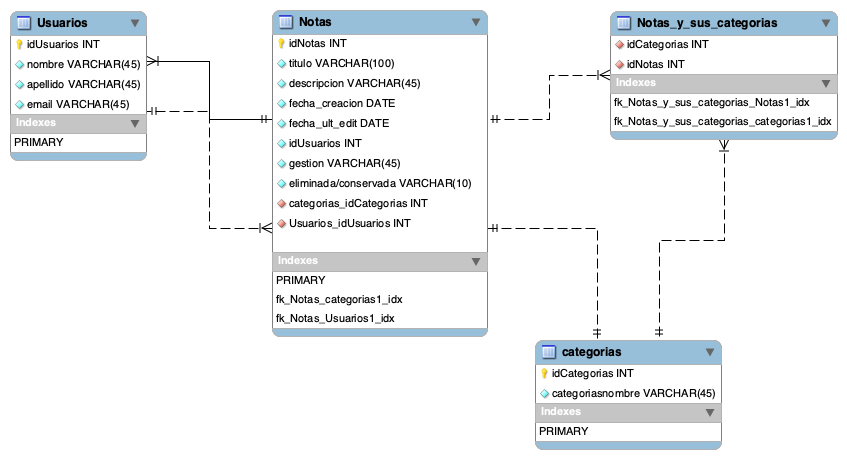 Usuarios
idUsuarios INT
nombre VARCHAR(45)
apellido VARCHAR(45)
email VARCHAR(45)
Indexes
PRIMARY
Notas
idNotas INT
titulo VARCHAR(100)
descripcion VARCHAR(45)
fecha_creacion DATE
fecha_ult_edit DATE
idUsuarios INT
gestion VARCHAR(45)
eliminada/conservada VARCHAR(10)
categorias_idCategorias INT
Usuarios_idUsuarios INT
Indexes
PRIMARY
fk_Notas_categorias1_idx
fk_Notas_Usuarios1_idx
Notas_y_sus_categorias
idCategorias INT
idNotas INT
Indexes
fk_Notas_y_sus_categorias_Notas1_idx
fk_Notas_y_sus_categorias_categorias1_idx
categorias
idCategorias INT
categoriasnombre VARCHAR(45)
Indexes
PRIMARY